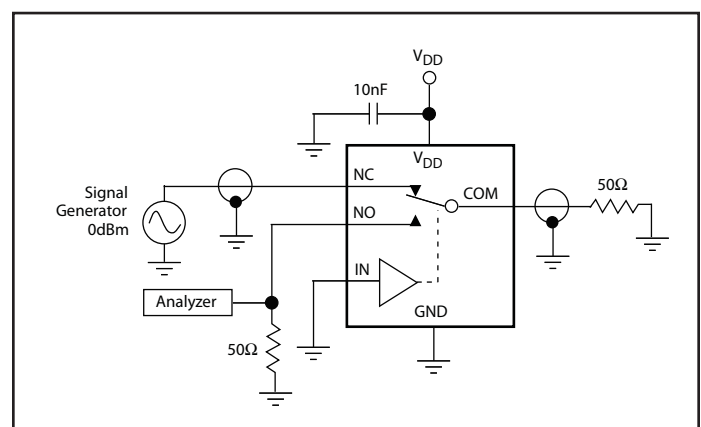 V_DD
10nF
V_DD
NC
COM
50Ω
Signal
Generator
0dBm
NO
IN
Analyzer
GND
50Ω